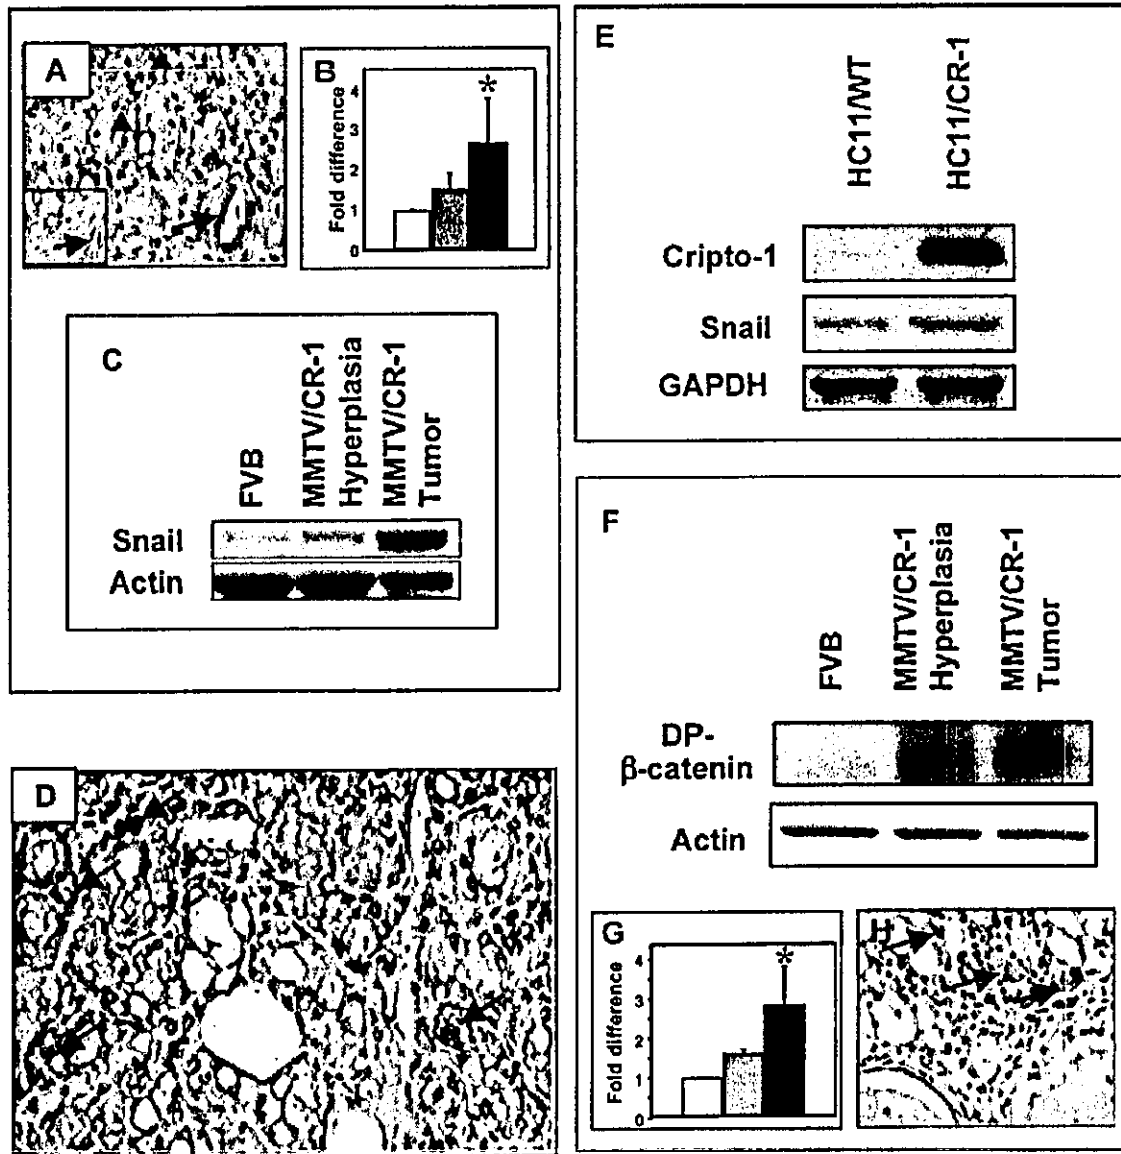 A
B
Fold difference
4
3
2
1
0
*
C
FVB
MMTV/CR-1
Hyperplasia
MMTV/CR-1
Tumor
Snail
Actin
D
E
HC11/WT
HC11/CR-1
Cripto-1
Snail
GAPDH
F
FVB
MMTV/CR-1
Hyperplasia
MMTV/CR-1
Tumor
DP-
β-catenin
Actin
G
Fold difference
4
3
2
1
0
*
H